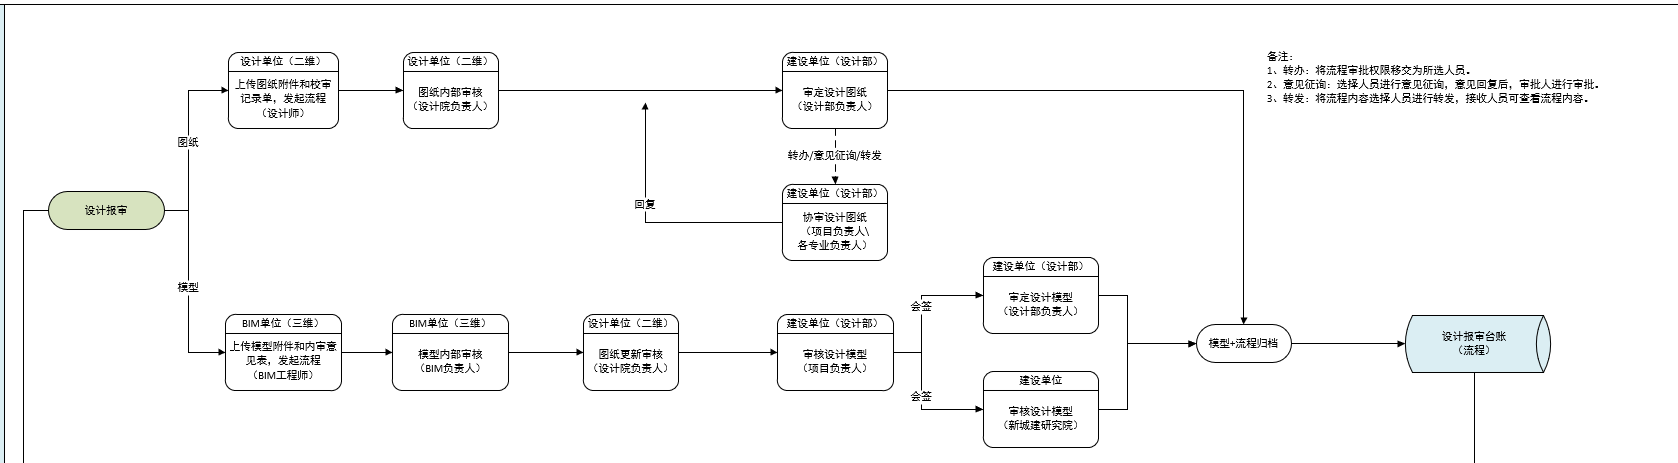 设计单位（二维）
上传图纸附件和校审
记录单，发起流程
（设计师）
设计单位（二维）
图纸内部审核
（设计院负责人）
建设单位（设计部）
审定设计图纸
（设计部负责人）
备注：
1、转办：将流程审批权限移交为所选人员。
2、意见征询：选择人员进行意见征询，意见回复后，审批人进行审批。
3、转发：将流程内容选择人员进行转发，接收人员可查看流程内容。
图纸
转办/意见征询/转发
设计报审
回复
建设单位（设计部）
协审设计图纸
（项目负责人\
各专业负责人）
模型
BIM单位（三维）
上传模型附件和内审意
见表，发起流程
（BIM工程师）
BIM单位（三维）
模型内部审核
（BIM负责人）
设计单位（二维）
图纸更新审核
（设计院负责人）
建设单位（设计部）
审核设计模型
（项目负责人）
会签
建设单位（设计部）
审定设计模型
（设计部负责人）
会签
建设单位
审核设计模型
（新城建研究院）
模型+流程归档
设计报审台账
（流程）